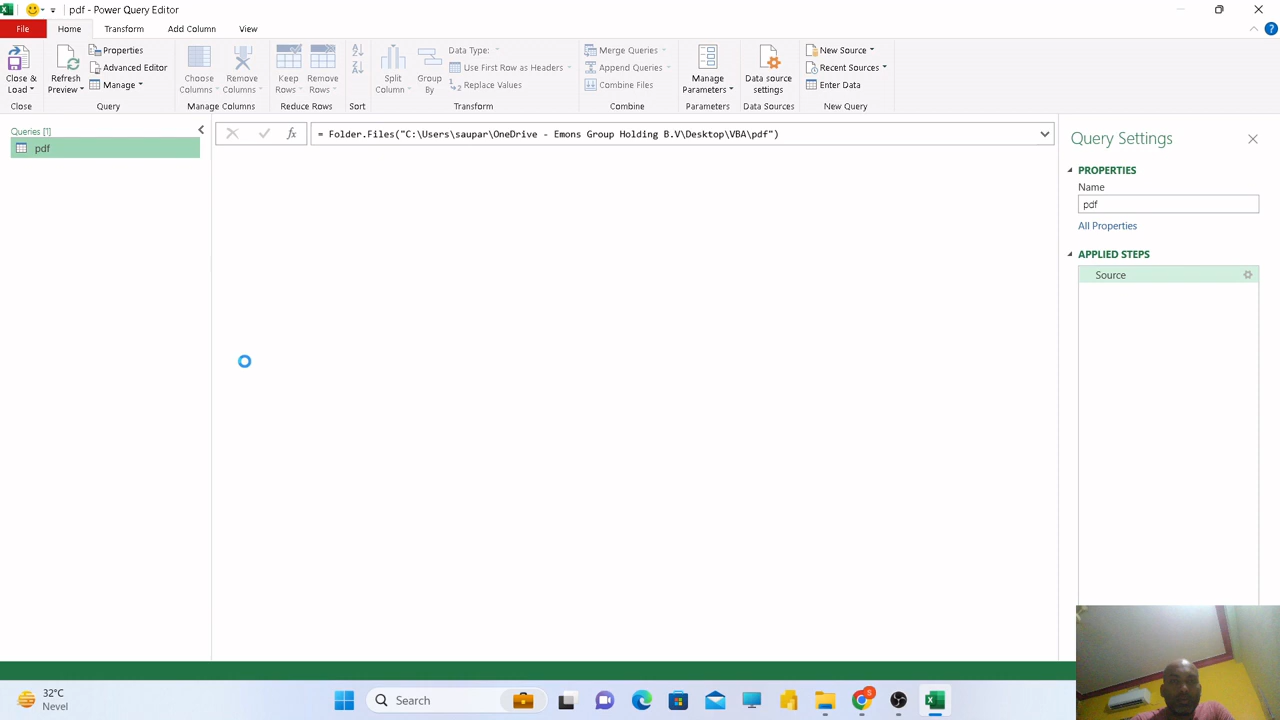 pdf - Power Query Editor
File
Home
Transform
Add Column
View
Close &
Load
Close
Refresh
Preview
Properties
Advanced Editor
Manage
Query
Choose
Columns
Remove
Columns
Manage Columns
Keep
Rows
Remove
Rows
Reduce Rows
Sort
Split
Column
Group
By
Data Type:
Use First Row as Headers
Replace Values
Transform
Merge Queries
Append Queries
Combine Files
Combine
Manage
Parameters
Parameters
Data source
settings
Data Sources
New Source
Recent Sources
Enter Data
New Query
Queries [1]
pdf
fx
= Folder.Files("C:\Users\saupar\OneDrive - Emons Group Holding B.V\Desktop\VBA\pdf")
Query Settings
PROPERTIES
Name
pdf
All Properties
APPLIED STEPS
Source
32°C
Nevel
Search